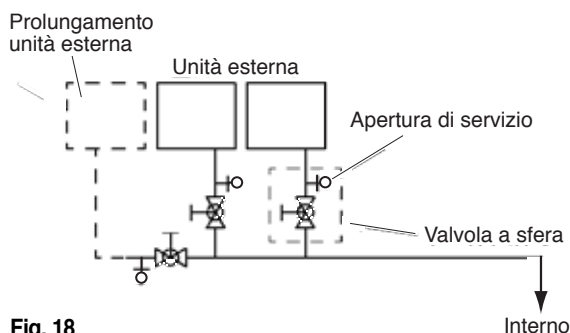 Prolungamento
unità esterna
Unità esterna
Apertura di servizio
Valvola a sfera
Interno
Fig. 18